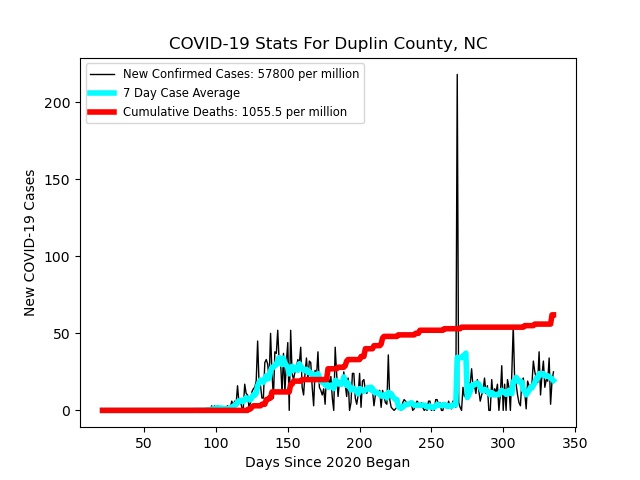 COVID-19 Stats For Duplin County, NC
New Confirmed Cases: 57800 per million
7 Day Case Average
Cumulative Deaths: 1055.5 per million
New COVID-19 Cases
200
150
100
50
0
50 100 150 200 250 300 350
Days Since 2020 Began